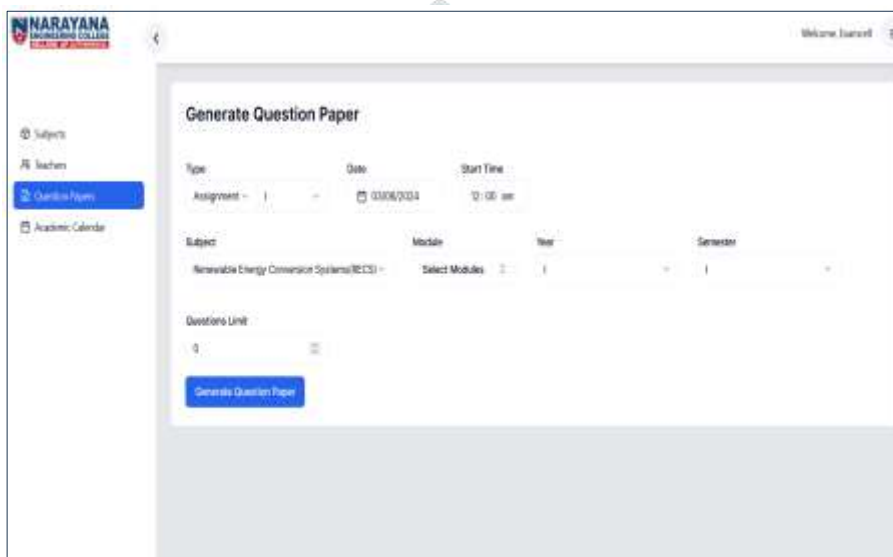 NARAYANA
ENGINEERING COLLEGE
Welcome,
Subjects
Teachers
Question Papers
Academic Calendar
Generate Question Paper
Type Date Start Time
Assignment I 03/08/2024 12:00 am
Subject Module Year Semester
Renewable Energy Conversion Systems(RECS) Select Modules I I
Questions Limit
0
Generate Question Paper